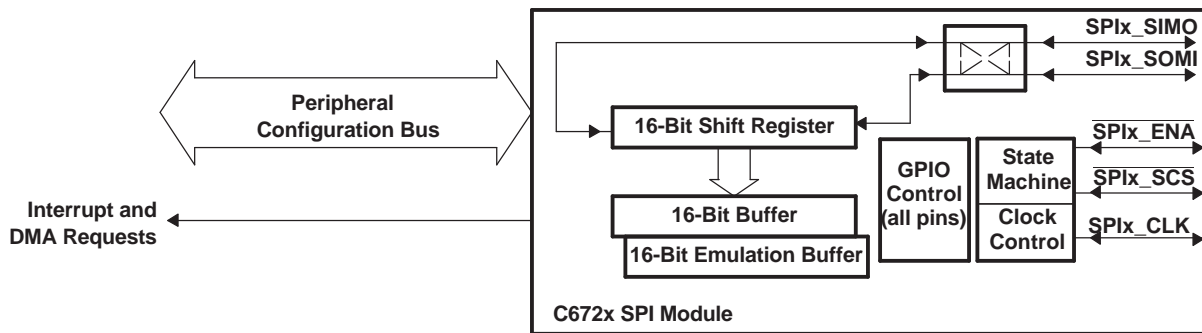 SPIx_SIMO
SPIx_SOMI
Peripheral
Configuration Bus
16-Bit Shift Register
SPIx_ENA
GPIO
Control
(all pins)
State
Machine
SPIx_SCS
Interrupt and
DMA Requests
16-Bit Buffer
Clock
Control
SPIx_CLK
16-Bit Emulation Buffer
C672x SPI Module